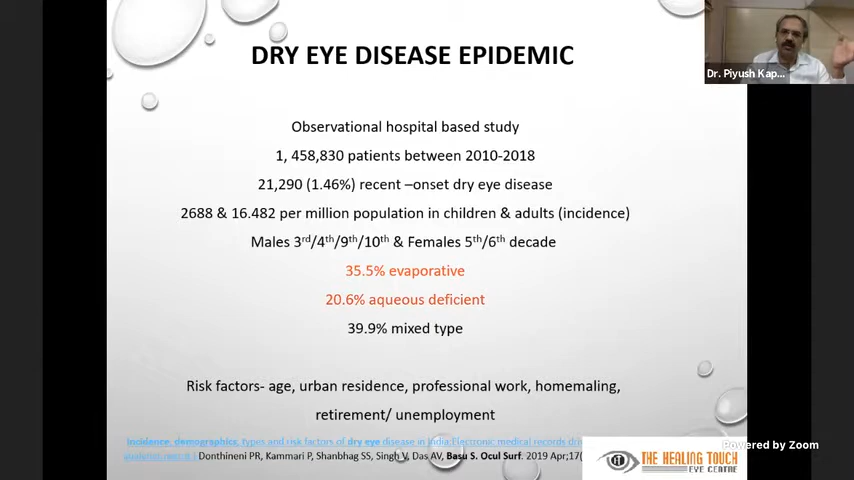 DRY EYE DISEASE EPIDEMIC
Dr. Piyush Kap...
Observational hospital based study
1, 458,830 patients between 2010-2018
21,290 (1.46%) recent –onset dry eye disease
2688 & 16.482 per million population in children & adults (incidence)
Males 3rd/4th/9th/10th & Females 5th/6th decade
35.5% evaporative
20.6% aqueous deficient
39.9% mixed type
Risk factors- age, urban residence, professional work, homemaling,
retirement/ unemployment
Incidence, demographics, types and risk factors of dry eye disease in India:Electronic medical records
Donthineni PR, Kammari P, Shanbhag SS, Singh V, Das AV, Basu S. Ocul Surf. 2019 Apr;17(
THE HEALING TOUCH
EYE CENTRE
Powered by Zoom